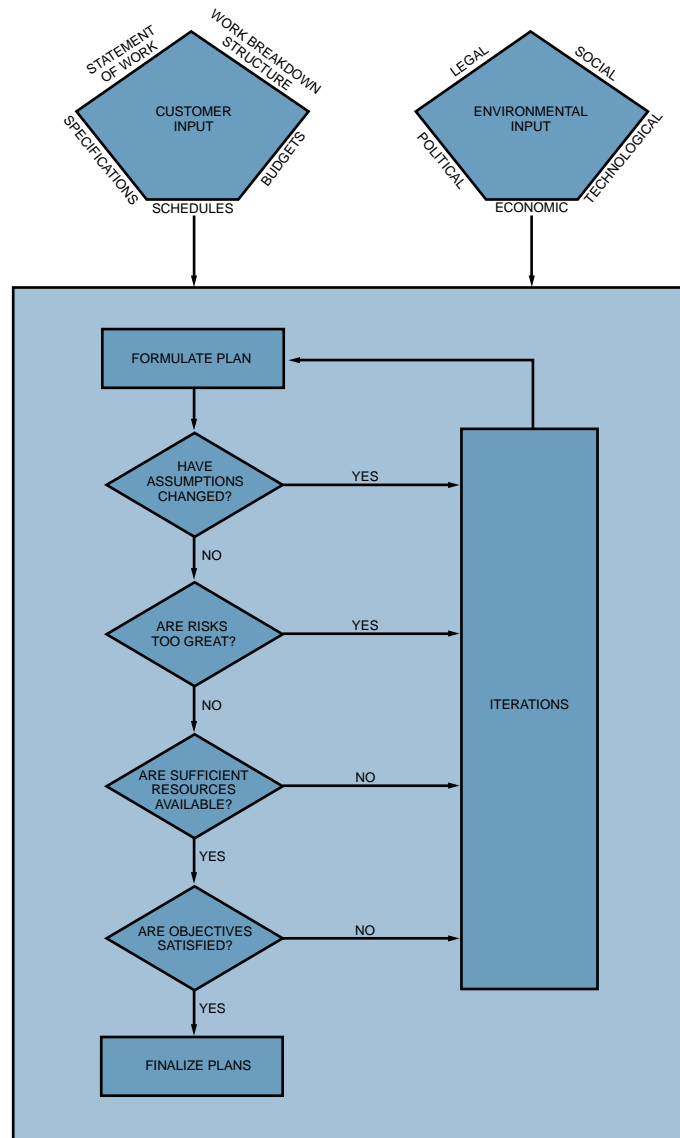 STATEMENT
OF WORK
WORK BREAKDOWN
STRUCTURE
CUSTOMER
INPUT
SPECIFICATIONS
BUDGETS
SCHEDULES
LEGAL
SOCIAL
ENVIRONMENTAL
INPUT
POLITICAL
TECHNOLOGICAL
ECONOMIC
FORMULATE PLAN
HAVE
ASSUMPTIONS
CHANGED?
YES
NO
ARE RISKS
TOO GREAT?
YES
NO
ITERATIONS
ARE SUFFICIENT
RESOURCES
AVAILABLE?
NO
YES
ARE OBJECTIVES
SATISFIED?
NO
YES
FINALIZE PLANS